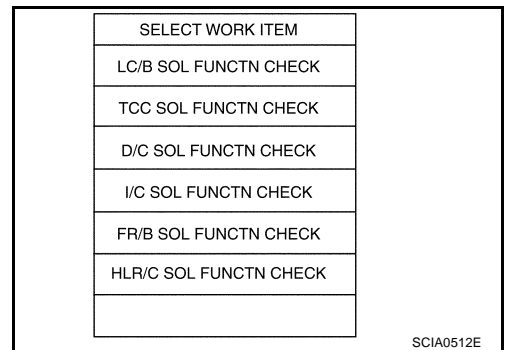 SELECT WORK ITEM
LC/B SOL FUNCTN CHECK
TCC SOL FUNCTN CHECK
D/C SOL FUNCTN CHECK
I/C SOL FUNCTN CHECK
FR/B SOL FUNCTN CHECK
HLR/C SOL FUNCTN CHECK
SCIA0512E